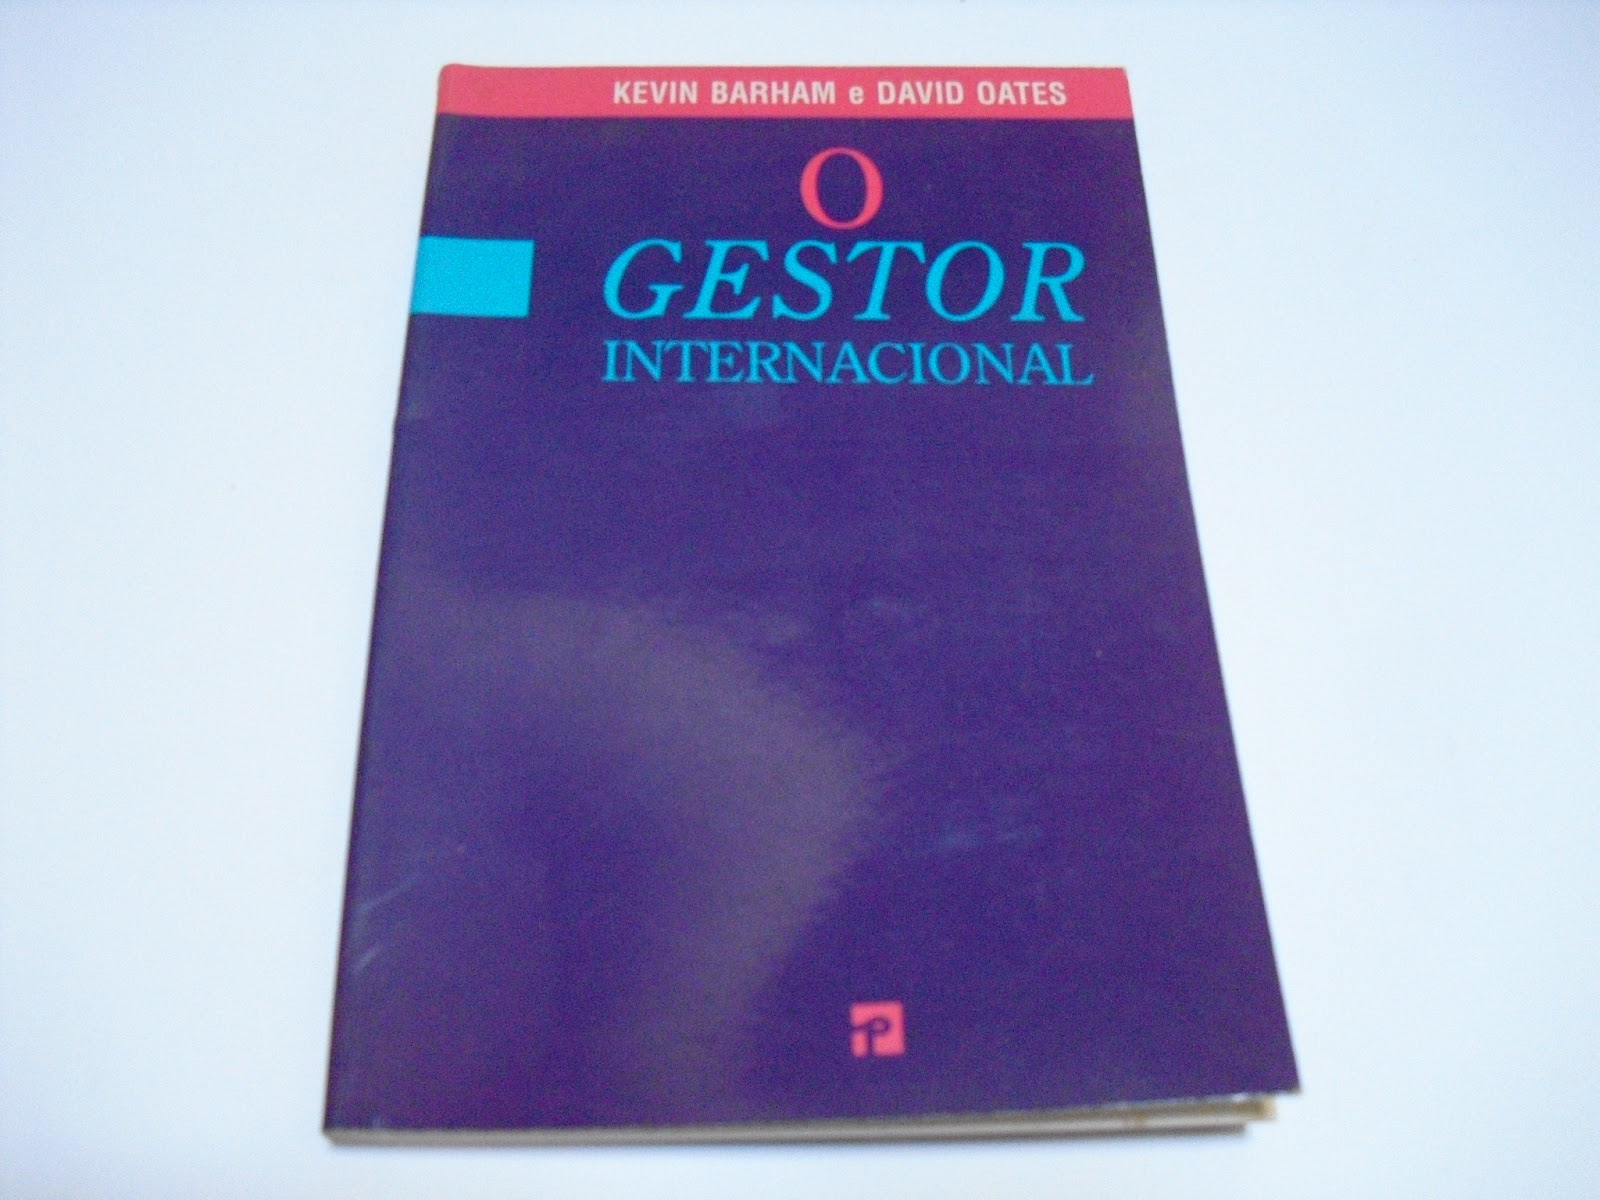 KEVIN BARHAM e DAVID OATES
O
GESTOR
INTERNACIONAL
P